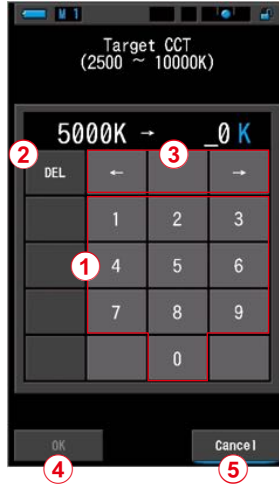 M 1
Target CCT
(2500 ~ 10000K)
5000K → _0 K
2
3
DEL ← →
1 2 3
1
4 5 6
7 8 9
0
OK Cancel
4 5